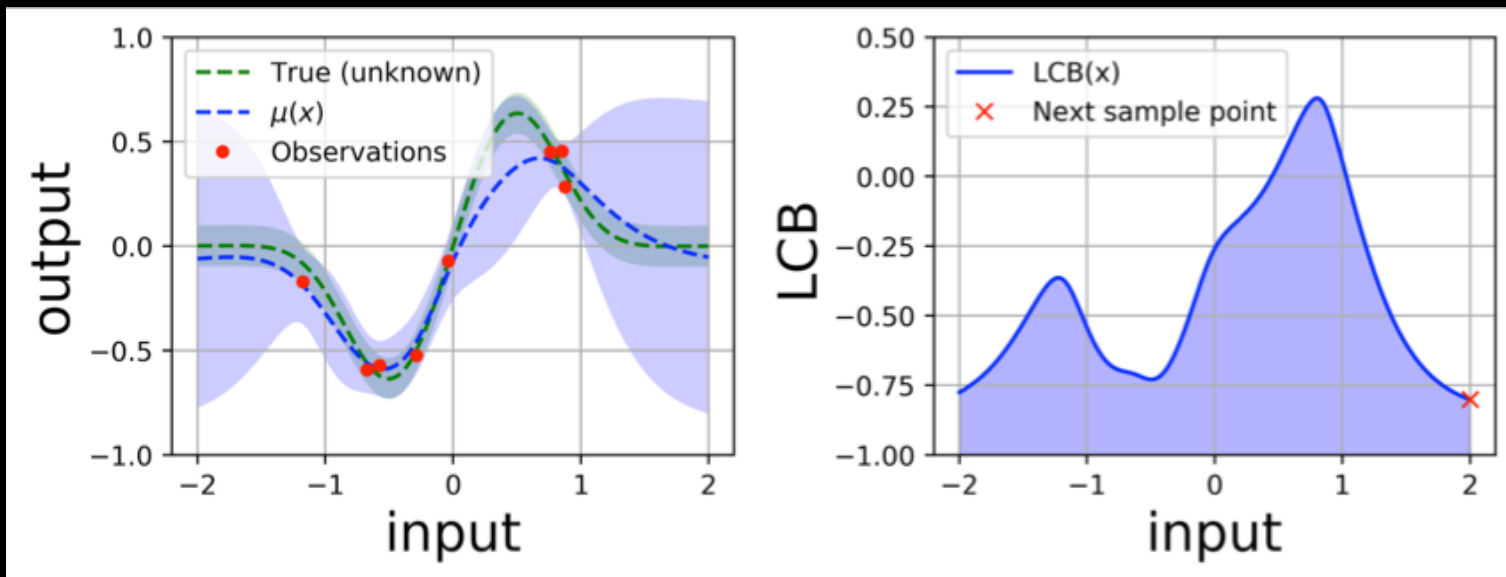 1.0
0.5
0.0
−0.5
−1.0
output
True (unknown)
μ(x)
Observations
−2 −1 0 1 2
input
0.50
0.25
0.00
−0.25
−0.50
−0.75
−1.00
LCB
LCB(x)
Next sample point
−2 −1 0 1 2
input